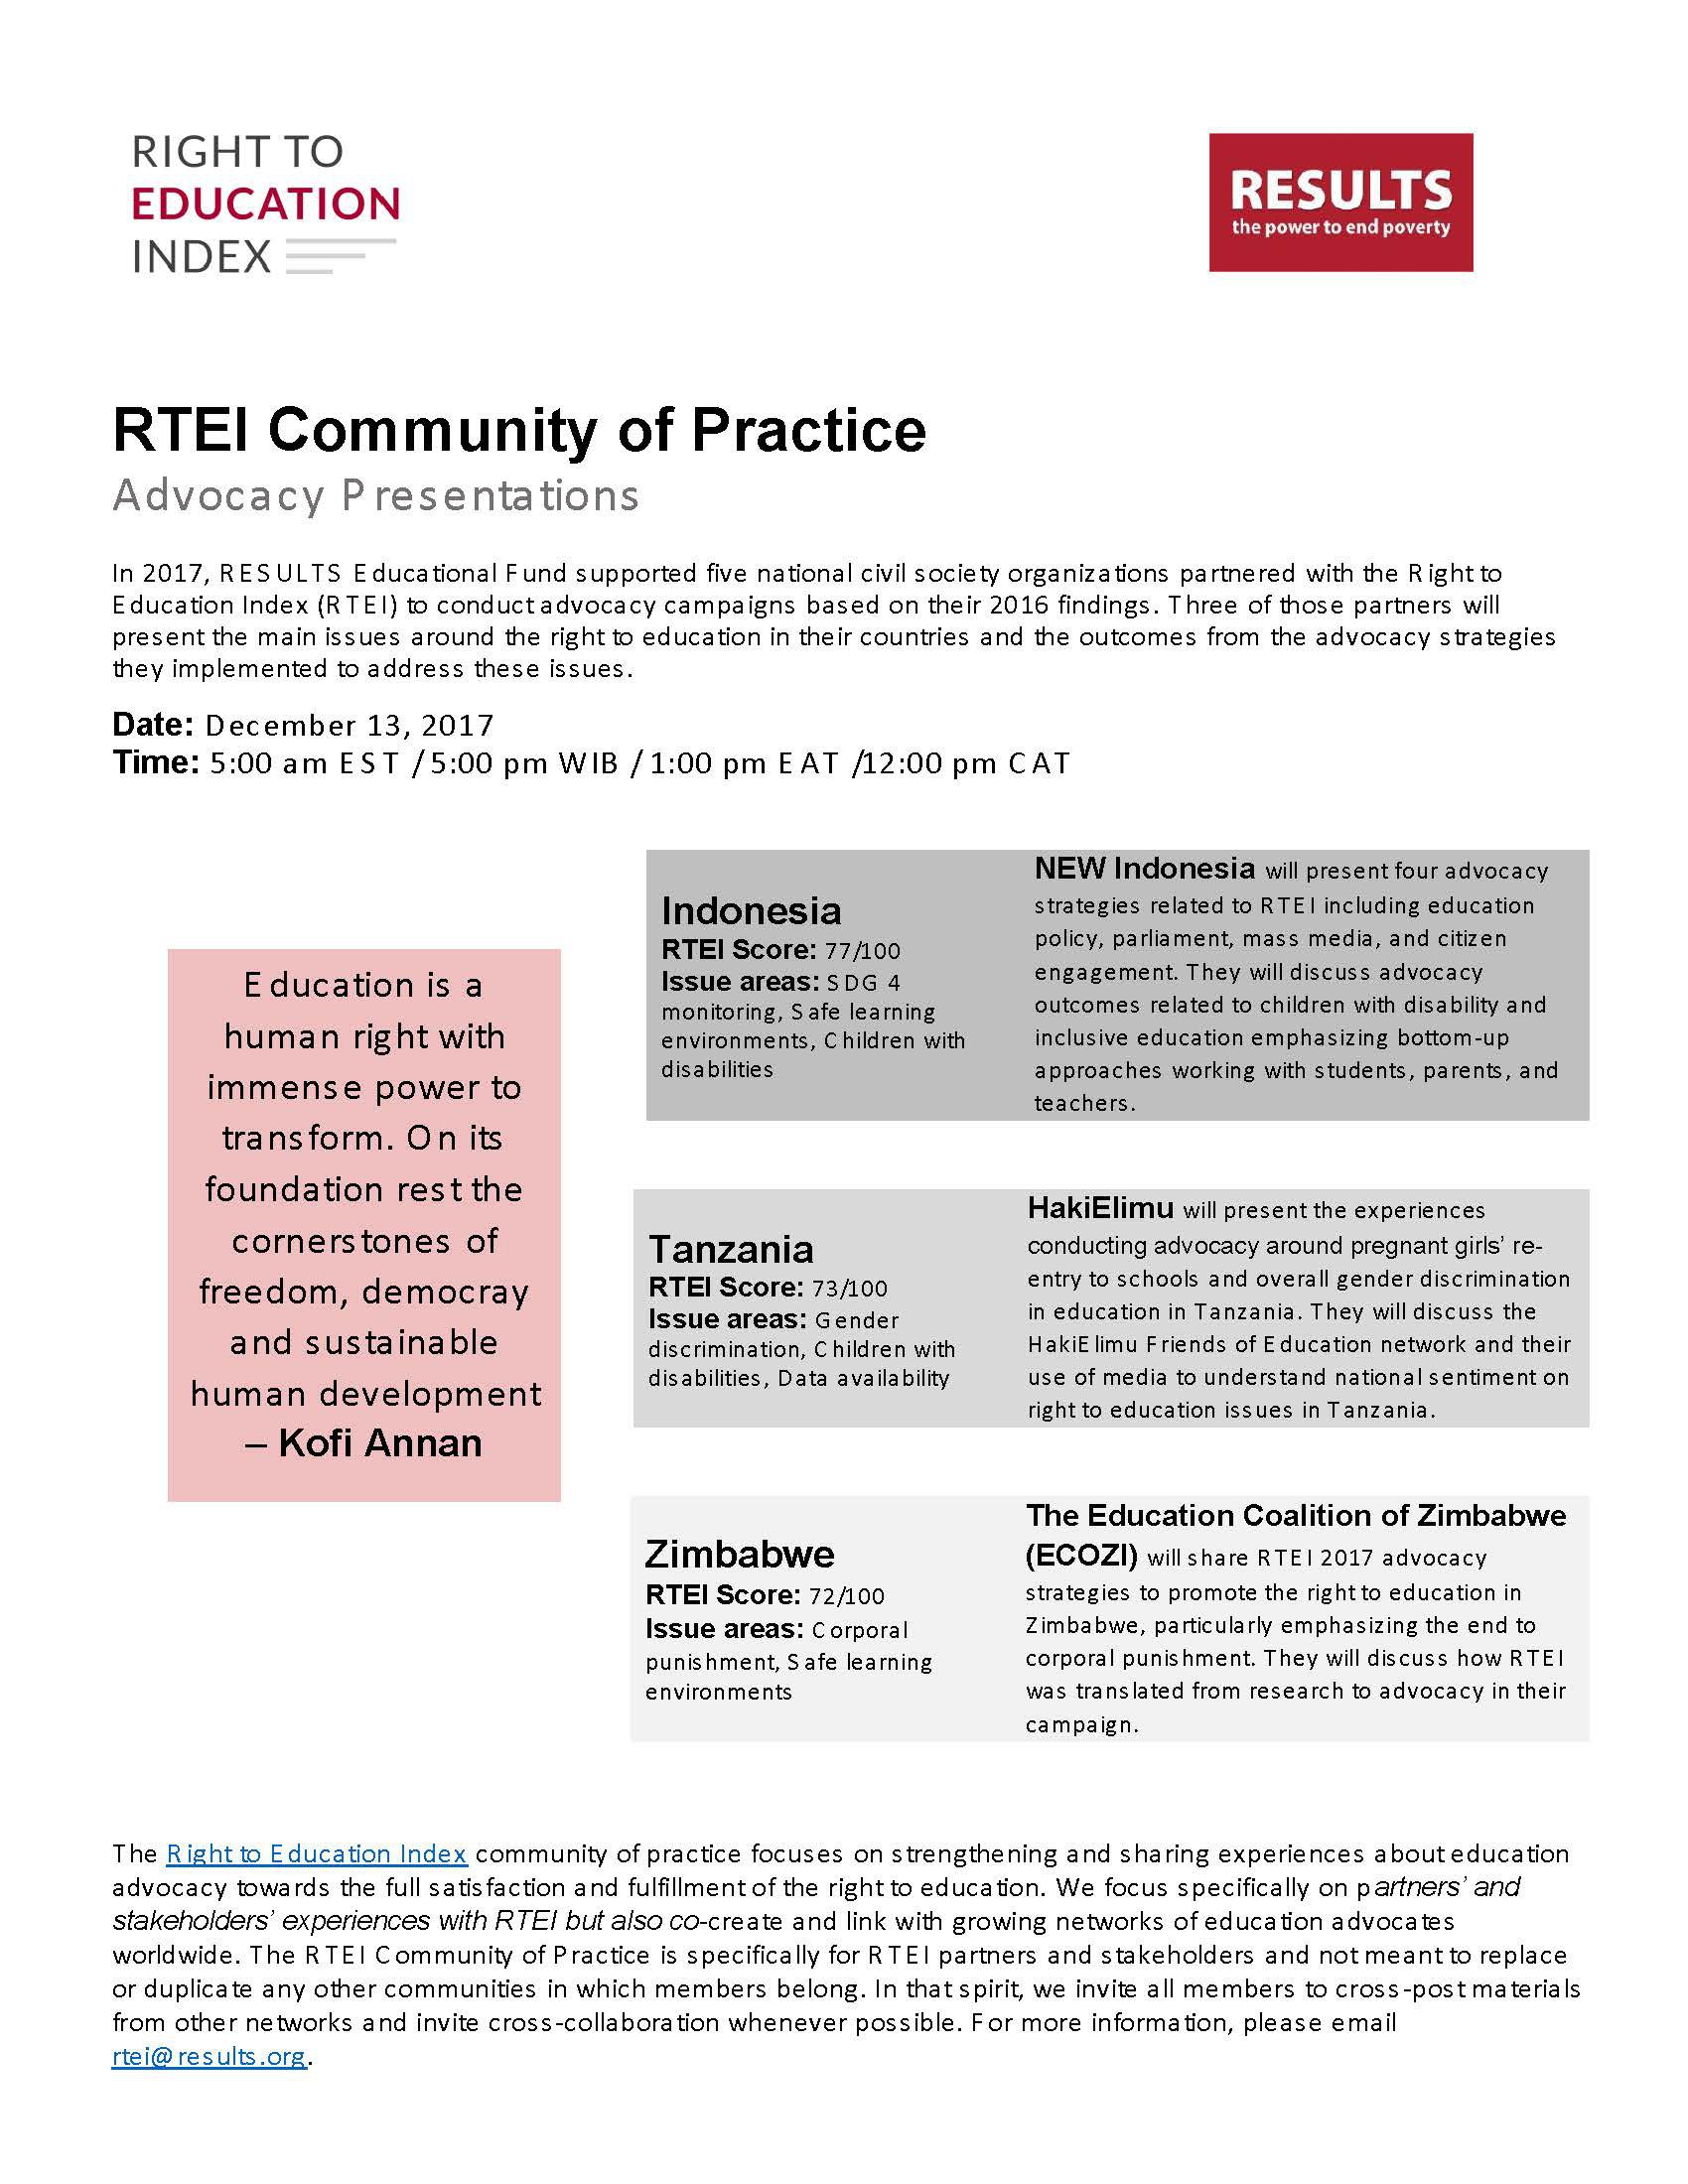 RIGHT TO
EDUCATION
INDEX
RESULTS
the power to end poverty
RTEI Community of Practice
Advocacy Presentations
In 2017, RESULTS Educational Fund supported five national civil society organizations partnered with the Right to
Education Index (RTEI) to conduct advocacy campaigns based on their 2016 findings. Three of those partners will
present the main issues around the right to education in their countries and the outcomes from the advocacy strategies
they implemented to address these issues.
Date: December 13, 2017
Time: 5:00 am EST / 5:00 pm WIB / 1:00 pm EAT /12:00 pm CAT
Education is a
human right with
immense power to
transform. On its
foundation rest the
cornerstones of
freedom, democray
and sustainable
human development
– Kofi Annan
Indonesia
RTEI Score: 77/100
Issue areas: SDG 4
monitoring, Safe learning
environments, Children with
disabilities
NEW Indonesia will present four advocacy
strategies related to RTEI including education
policy, parliament, mass media, and citizen
engagement. They will discuss advocacy
outcomes related to children with disability and
inclusive education emphasizing bottom-up
approaches working with students, parents, and
teachers.
Tanzania
RTEI Score: 73/100
Issue areas: Gender
discrimination, Children with
disabilities, Data availability
HakiElimu will present the experiences
conducting advocacy around pregnant girls’ re-
entry to schools and overall gender discrimination
in education in Tanzania. They will discuss the
HakiElimu Friends of Education network and their
use of media to understand national sentiment on
right to education issues in Tanzania.
Zimbabwe
RTEI Score: 72/100
Issue areas: Corporal
punishment, Safe learning
environments
The Education Coalition of Zimbabwe
(ECOZI) will share RTEI 2017 advocacy
strategies to promote the right to education in
Zimbabwe, particularly emphasizing the end to
corporal punishment. They will discuss how RTEI
was translated from research to advocacy in their
campaign.
The Right to Education Index community of practice focuses on strengthening and sharing experiences about education
advocacy towards the full satisfaction and fulfillment of the right to education. We focus specifically on partners’ and
stakeholders’ experiences with RTEI but also co-create and link with growing networks of education advocates
worldwide. The RTEI Community of Practice is specifically for RTEI partners and stakeholders and not meant to replace
or duplicate any other communities in which members belong. In that spirit, we invite all members to cross-post materials
from other networks and invite cross-collaboration whenever possible. For more information, please email
rtei@results.org.